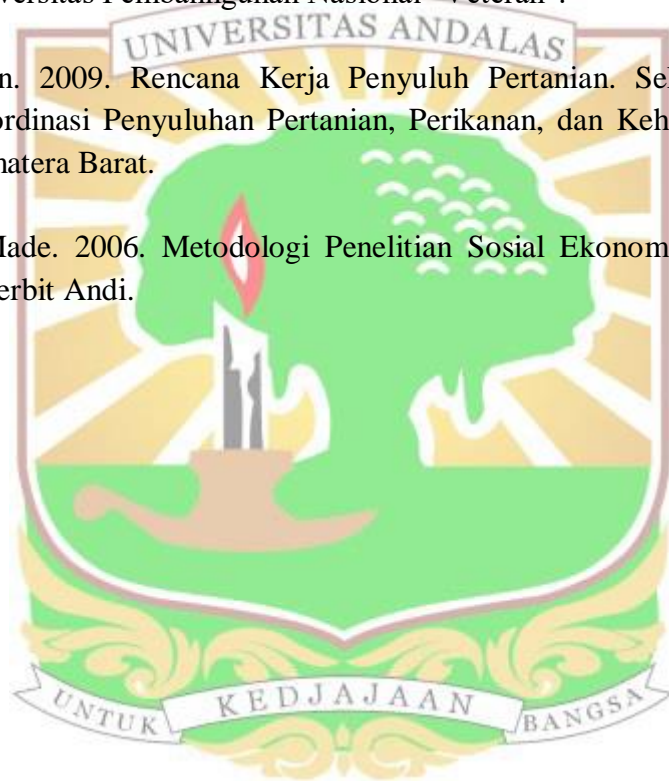 versitas Pembanngunan Nasional "Veteran".
UNIVERSITAS ANDALAS
n. 2009. Rencana Kerja Penyuluh Pertanian. Sel
ordinasi Penyuluhan Pertanian, Perikanan, dan Keh
natera Barat.
Made. 2006. Metodologi Penelitian Sosial Ekonom
erbit Andi.
UNTUK KEDJAJAAN BANGSA